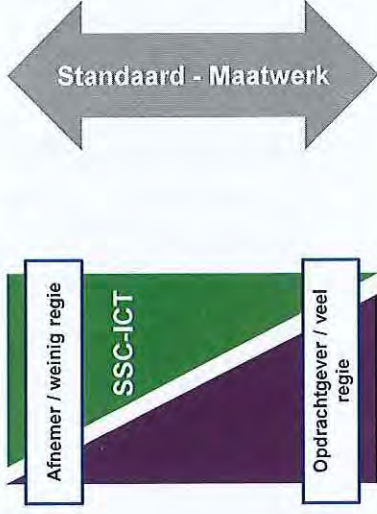 Standaard - Maatwerk
Afnemer / weinig regie
SSC-ICT
Opdrachtgever / veel
regie